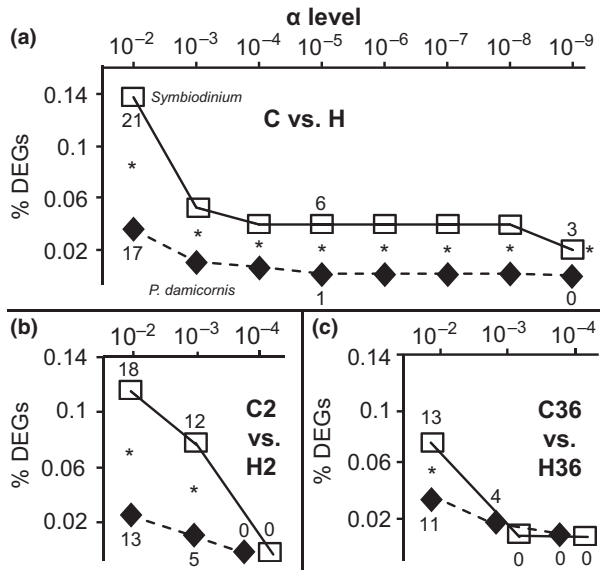 α level
(a)
10⁻² 10⁻³ 10⁻⁴ 10⁻⁵ 10⁻⁶ 10⁻⁷ 10⁻⁸ 10⁻⁹
% DEGs
0.14
0.1
0.06
0.02
Symbiodinium
C vs. H
21
6
3
*
* * * * * * *
17
P. damicornis
1
0
(b)
10⁻² 10⁻³ 10⁻⁴
% DEGs
0.14
0.1
0.06
0.02
18
12
C2
vs.
H2
*
*
0 0
13
5
(c)
10⁻² 10⁻³ 10⁻⁴
% DEGs
0.14
0.1
0.06
0.02
13
C36
vs.
H36
*
4
11
0 0 0